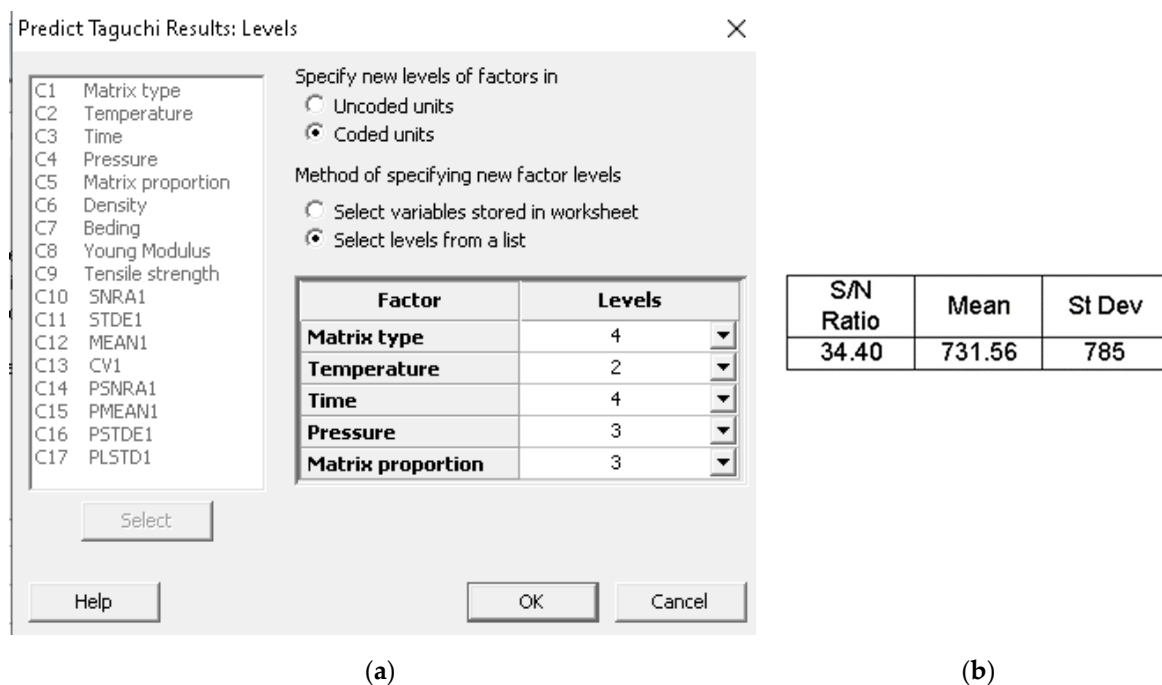 Predict Taguchi Results: Levels
C1 Matrix type
C2 Temperature
C3 Time
C4 Pressure
C5 Matrix proportion
C6 Density
C7 Beding
C8 Young Modulus
C9 Tensile strength
C10 SNRA1
C11 STDE1
C12 MEAN1
C13 CV1
C14 PSNRA1
C15 PMEAN1
C16 PSTDE1
C17 PLSTD1
Select
Specify new levels of factors in
Uncoded units
Coded units
Method of specifying new factor levels
Select variables stored in worksheet
Select levels from a list
Factor Levels
Matrix type 4
Temperature 2
Time 4
Pressure 3
Matrix proportion 3
Help OK Cancel
S/N
Ratio Mean St Dev
34.40 731.56 785
(a) (b)